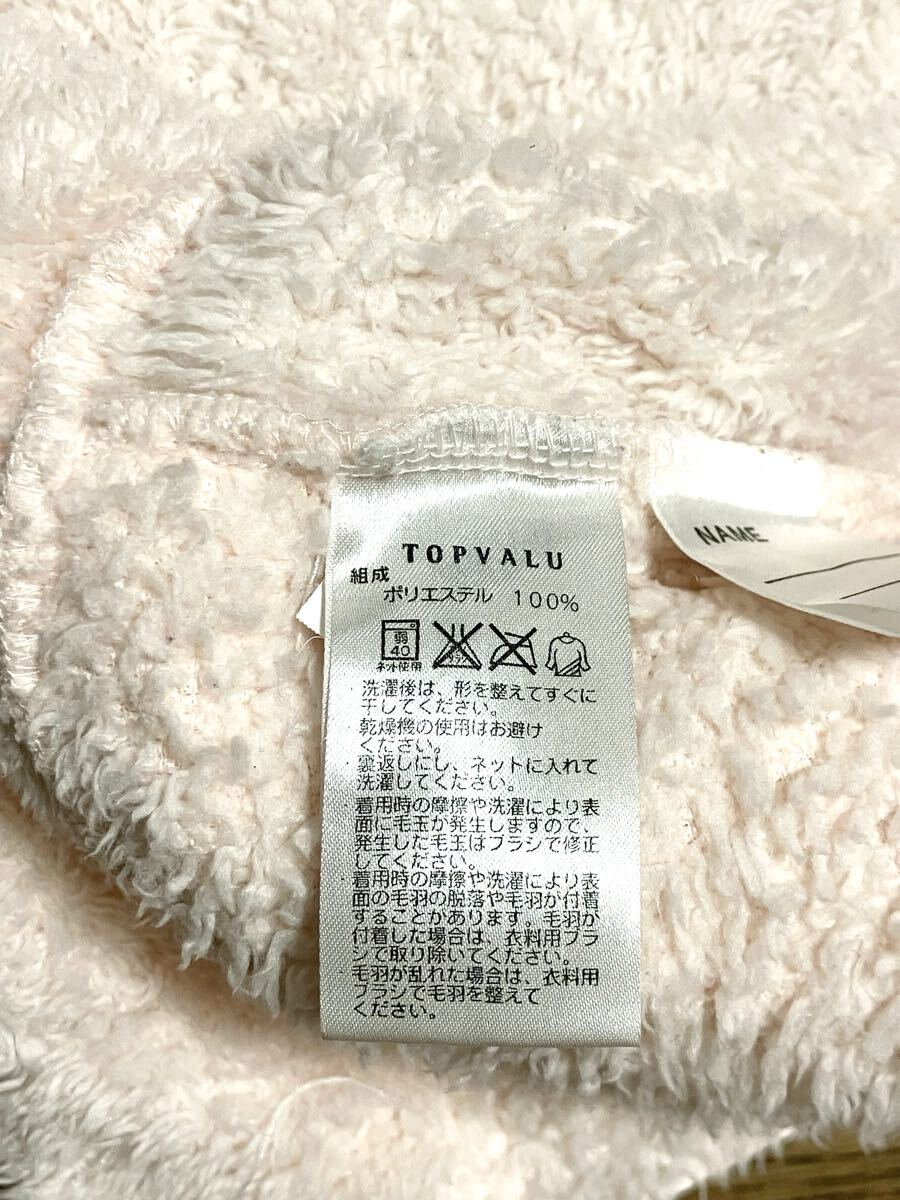 TOPVALU
組成
ポリエステル 100%
弱
40
ネット使用
・洗濯後は、形を整えてすぐに
干してください。
・乾燥機の使用はお避け
ください。
・裏返しにし、ネットに入れて
洗濯してください。
・着用時の摩擦や洗濯により表
面に毛玉が発生しますので、
発生した毛玉はブラシで修正
してください。
・着用時の摩擦や洗濯により表
面の毛羽の脱落や毛羽が付着
することがあります。毛羽が
付着した場合は、衣料用ブラ
シで取り除いてください。
・毛羽が乱れた場合は、衣料用
ブラシで毛羽を整えて
ください。
NAME